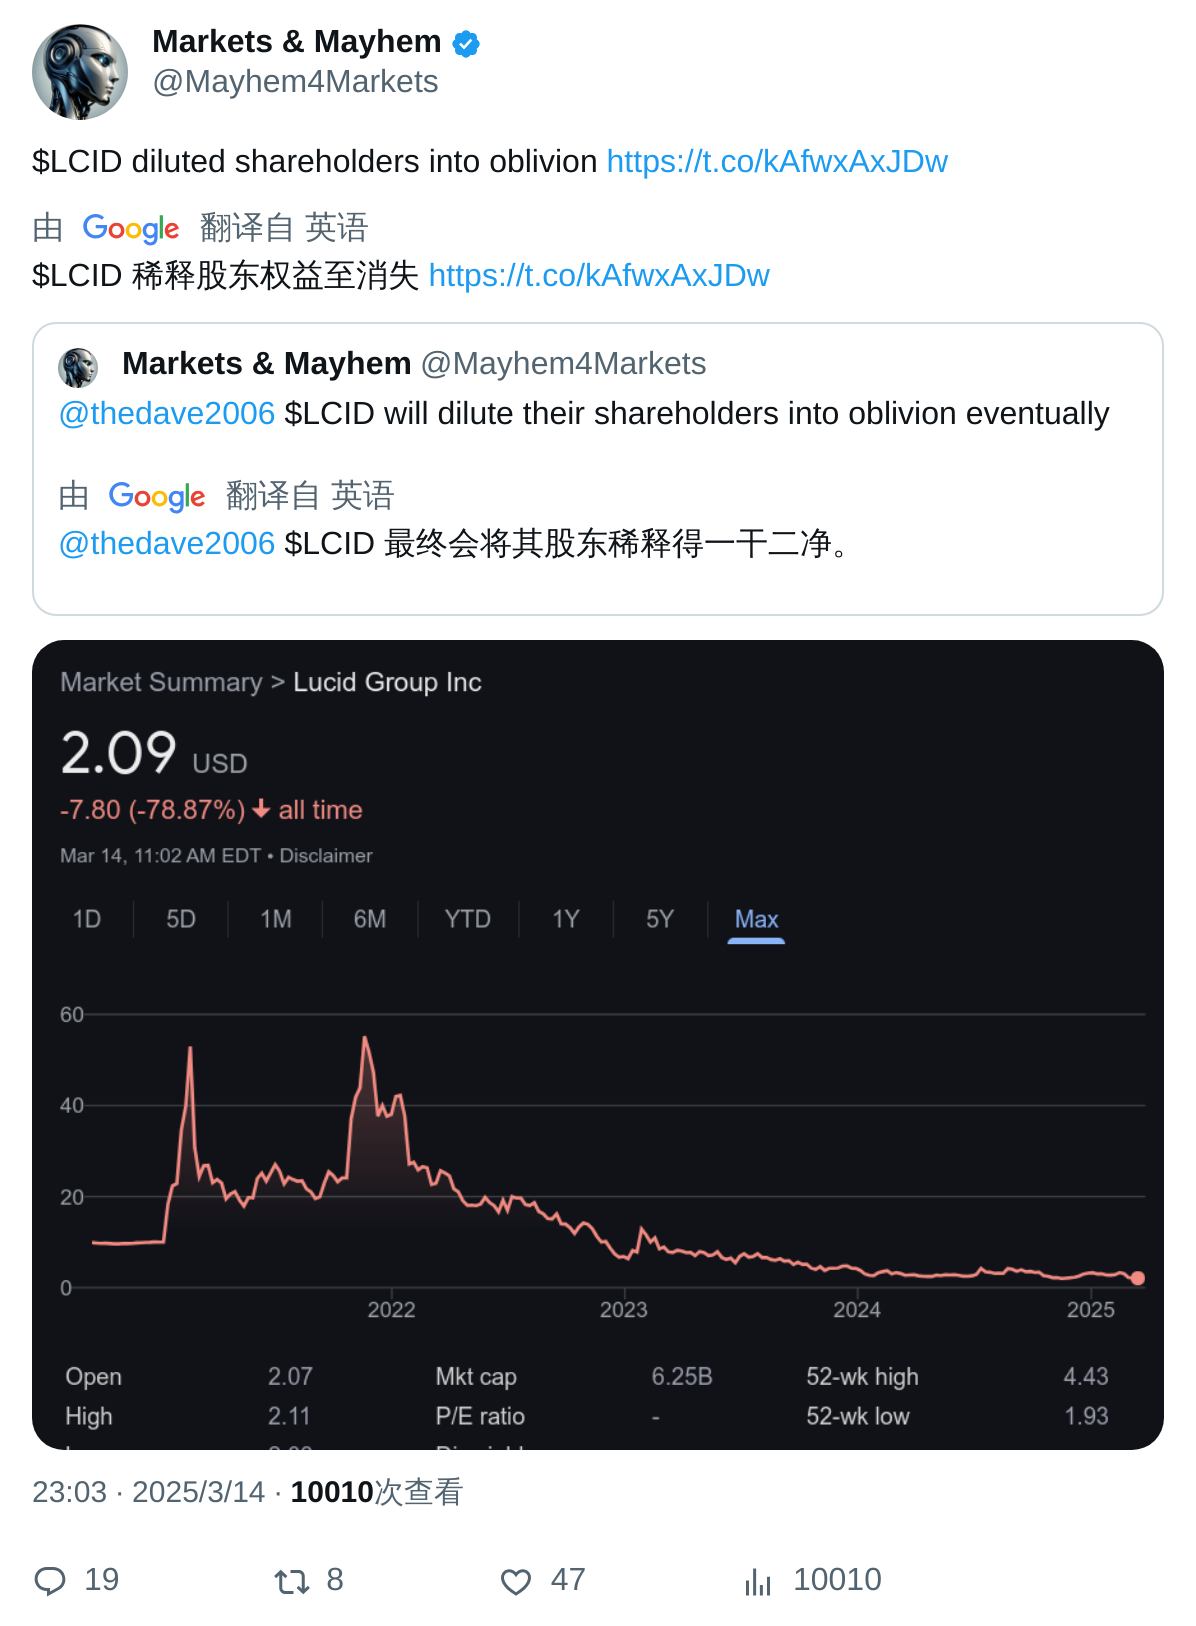 Markets & Mayhem
@Mayhem4Markets
$LCID diluted shareholders into oblivion https://t.co/kAfwxAxJDw
由 Google 翻译自 英语
$LCID 稀释股东权益至消失 https://t.co/kAfwxAxJDw
Markets & Mayhem @Mayhem4Markets
@thedave2006 $LCID will dilute their shareholders into oblivion eventually
由 Google 翻译自 英语
@thedave2006 $LCID 最终会将其股东稀释得一干二净。
Market Summary > Lucid Group Inc
2.09 USD
-7.80 (-78.87%) all time
Mar 14, 11:02 AM EDT • Disclaimer
1D 5D 1M 6M YTD 1Y 5Y Max
60
40
20
0
2022 2023 2024 2025
Open 2.07 Mkt cap 6.25B 52-wk high 4.43
High 2.11 P/E ratio - 52-wk low 1.93
23:03 · 2025/3/14 · 10010次查看
19 8 47 10010